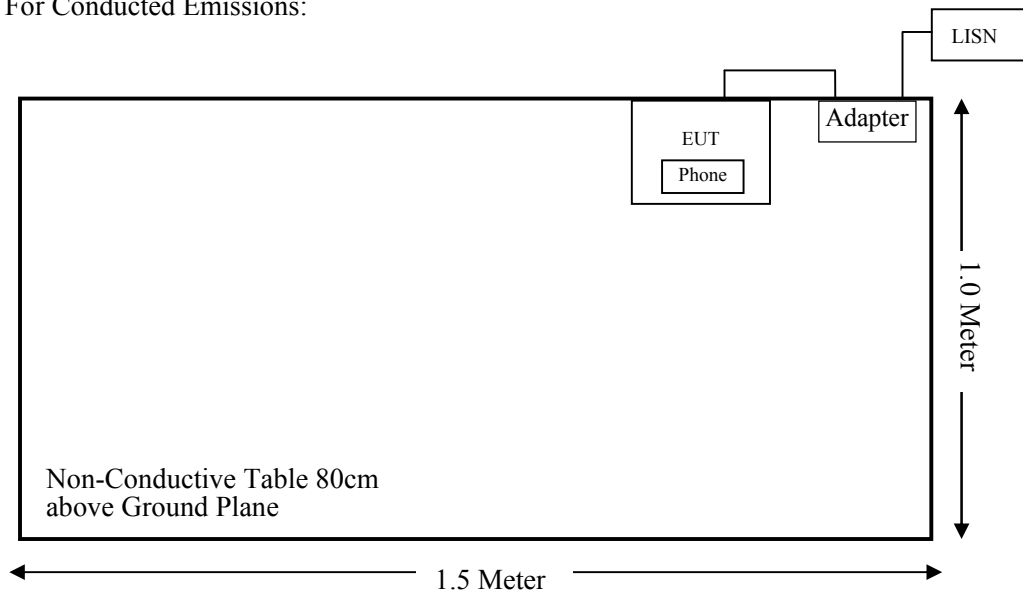 For Conducted Emissions:
LISN
Adapter
EUT
Phone
1.0 Meter
Non-Conductive Table 80cm
above Ground Plane
1.5 Meter